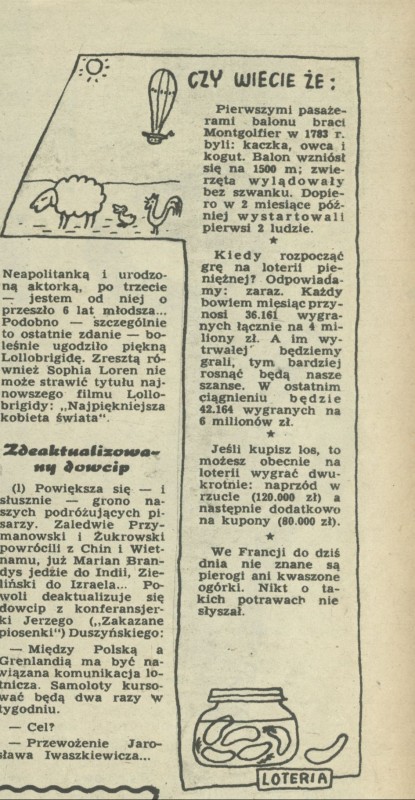 Neapolitanką i urodzo-
ną aktorką, po trzecie
— jestem od niej o
przeszło 6 lat młodsza...
Podobno — szczególnie
to ostatnie zdanie — bo-
leśnie ugodziło piękną
Lollobrigidę. Zresztą ró-
wnież Sophia Loren nie
może strawić tytułu naj-
nowszego filmu Lollo-
brigidy: „Najpiękniejsza
kobieta świata".
Zdeaktualizowa-
ny dowcip
(l) Powiększa się — i
słusznie — grono na-
szych podróżujących pi-
sarzy. Zaledwie Przy-
manowski i Żukrowski
powrócili z Chin i Wiet-
namu, już Marian Bran-
dys jedzie do Indii, Zie-
liński do Izraela... Po-
woli deaktualizuje się
dowcip z konferansjer-
ki Jerzego („Zakazane
piosenki") Duszyńskiego:
— Między Polską a
Grenlandią ma być na-
wiązana komunikacja lo-
tnicza. Samoloty kurso-
wać będą dwa razy w
tygodniu.
— Cel?
— Przewożenie Jaro-
sława Iwaszkiewicza...
CZY WIECIE ŻE:
Pierwszymi pasaże-
rami balonu braci
Montgolfier w 1783 r.
byli: kaczka, owca i
kogut. Balon wzniósł
się na 1500 m; zwie-
rzęta wylądowały
bez szwanku. Dopie-
ro w 2 miesiące póź-
niej wystartowali
pierwsi 2 ludzie.
★
Kiedy rozpocząć
grę na loterii pie-
niężnej? Odpowiada-
my: zaraz. Każdy
bowiem miesiąc przy-
nosi 36.161 wygra-
nych łącznie na 4 mi-
liony zł. A im wy-
trwałej będziemy
grali, tym bardziej
rosnąć będą nasze
szanse. W ostatnim
ciągnieniu będzie
42.164 wygranych na
6 milionów zł.
★
Jeśli kupisz los, to
możesz obecnie na
loterii wygrać dwu-
krotnie: naprzód w
rzucie (120.000 zł) a
następnie dodatkowo
na kupony (80.000 zł).
★
We Francji do dziś
dnia nie znane są
pierogi ani kwaszone
ogórki. Nikt o ta-
kich potrawach nie
słyszał.
LOTERIA